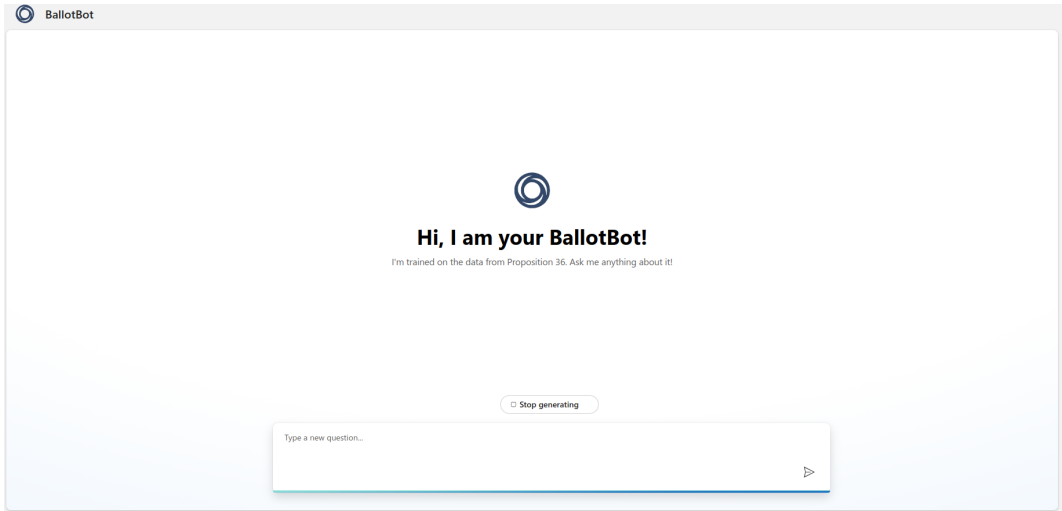 BallotBot
Hi, I am your BallotBot!
I'm trained on the data from Proposition 36. Ask me anything about it!
Stop generating
Type a new question...